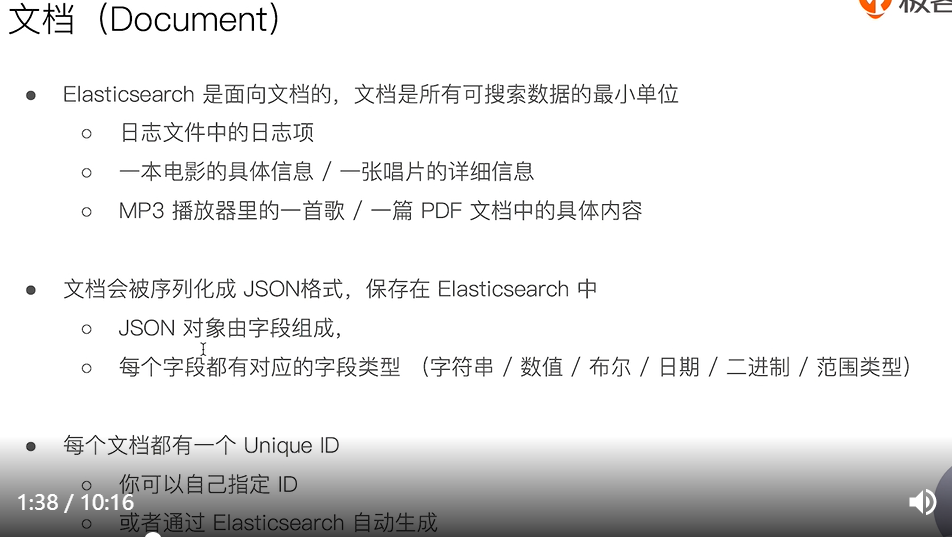 文档（Document）
Elasticsearch 是面向文档的，文档是所有可搜索数据的最小单位
日志文件中的日志项
一本电影的具体信息 / 一张唱片的详细信息
MP3 播放器里的一首歌 / 一篇 PDF 文档中的具体内容
文档会被序列化成 JSON格式，保存在 Elasticsearch 中
JSON 对象由字段组成，
每个字段都有对应的字段类型 （字符串 / 数值 / 布尔 / 日期 / 二进制 / 范围类型）
每个文档都有一个 Unique ID
你可以自己指定 ID
1:38 / 10:16
或者通过 Elasticsearch 自动生成